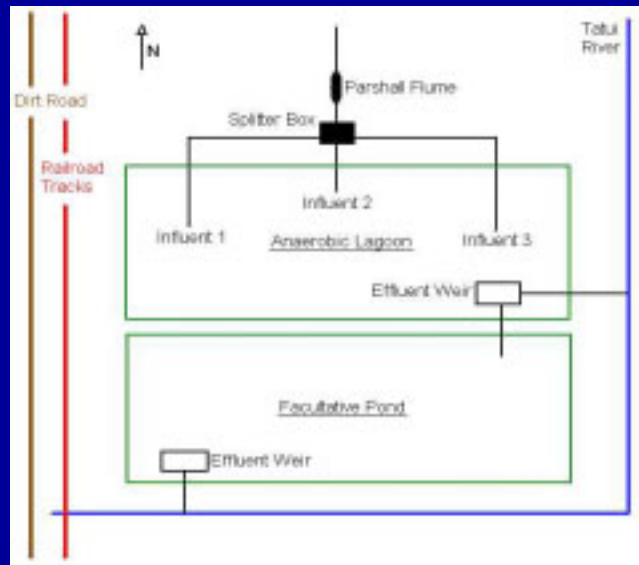 Tatui
River
N
Parshall Flume
Dirt Road
Splitter Box
Railroad
Tracks
Influent 2
Influent 1
Anaerobic Lagoon
Influent 3
Effluent Weir
Facultative Pond
Effluent Weir